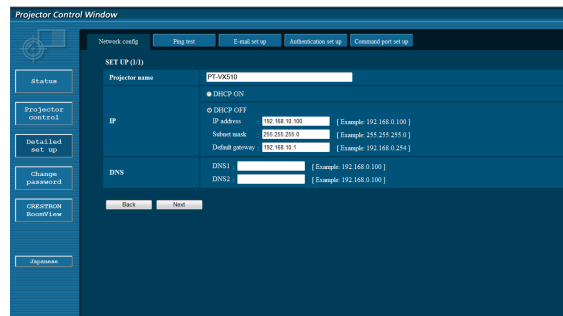 Projector Control Window
Network config Ping test E-mail set up Authentication set up Command port set up
SET UP (1/1)
Projector name PT-VX510
DHCP ON
IP
DHCP OFF
IP address : 192.168.10.100 [ Example: 192.168.0.100 ]
Subnet mask : 255.255.255.0 [ Example: 255.255.255.0 ]
Default gateway : 192.168.10.1 [ Example: 192.168.0.254 ]
DNS
DNS1 : [ Example: 192.168.0.100 ]
DNS2 : [ Example: 192.168.0.100 ]
Back Next
Status
Projector
control
Detailed
set up
Change
password
CRESTRON
RoomView
Japanese